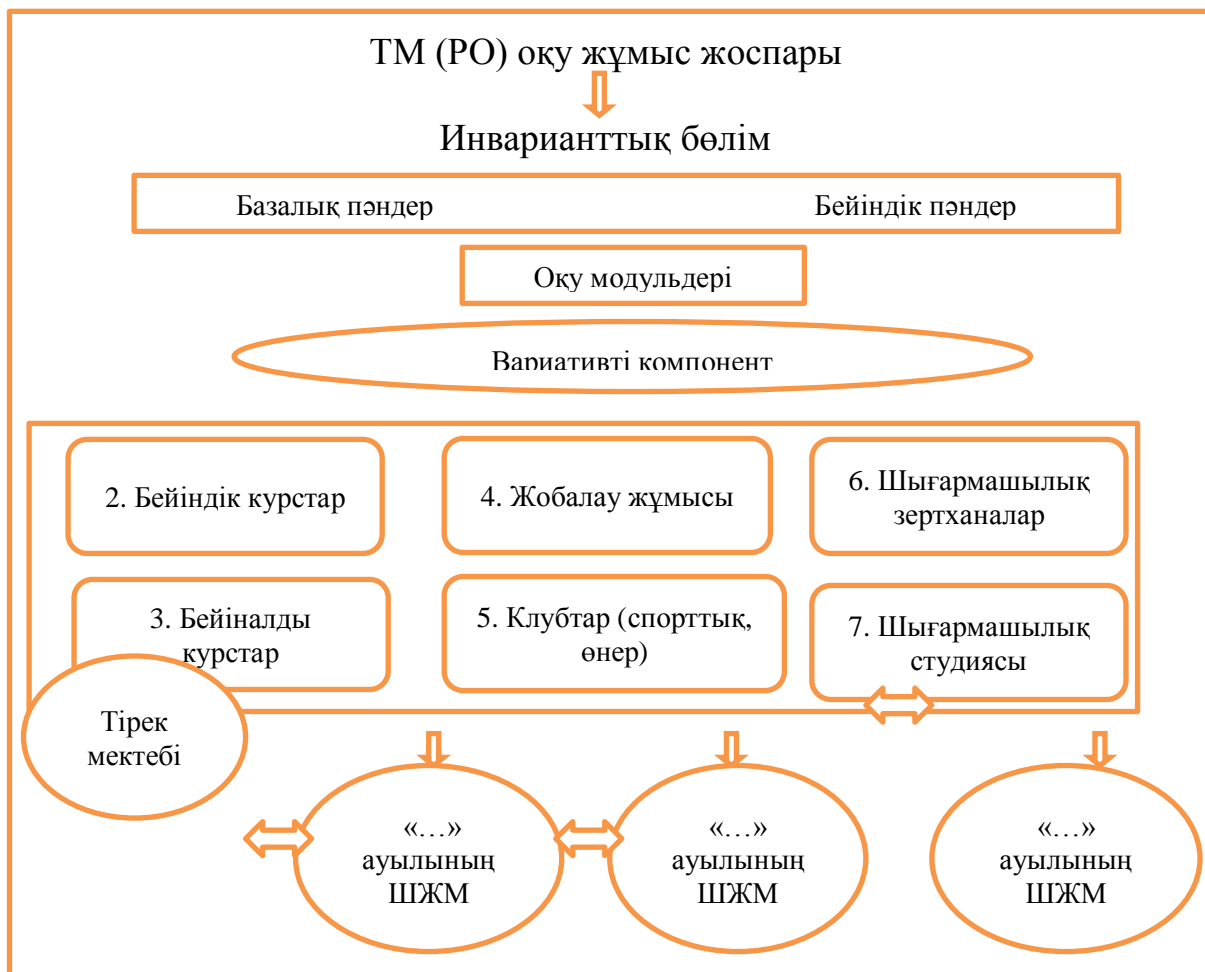 ТМ (РО) оқу жұмыс жоспары
Инварианттық бөлім
Базалық пәндер
Бейіндік пәндер
Оқу модульдері
Вариативті компонент
2. Бейіндік курстар
4. Жобалау жұмысы
6. Шығармашылық
зертханалар
3. Бейіналды
курстар
5. Клубтар (спорттық,
өнер)
7. Шығармашылық
студиясы
Тірек
мектебі
«…»
ауылының
ШЖМ
«…»
ауылының
ШЖМ
«…»
ауылының
ШЖМ